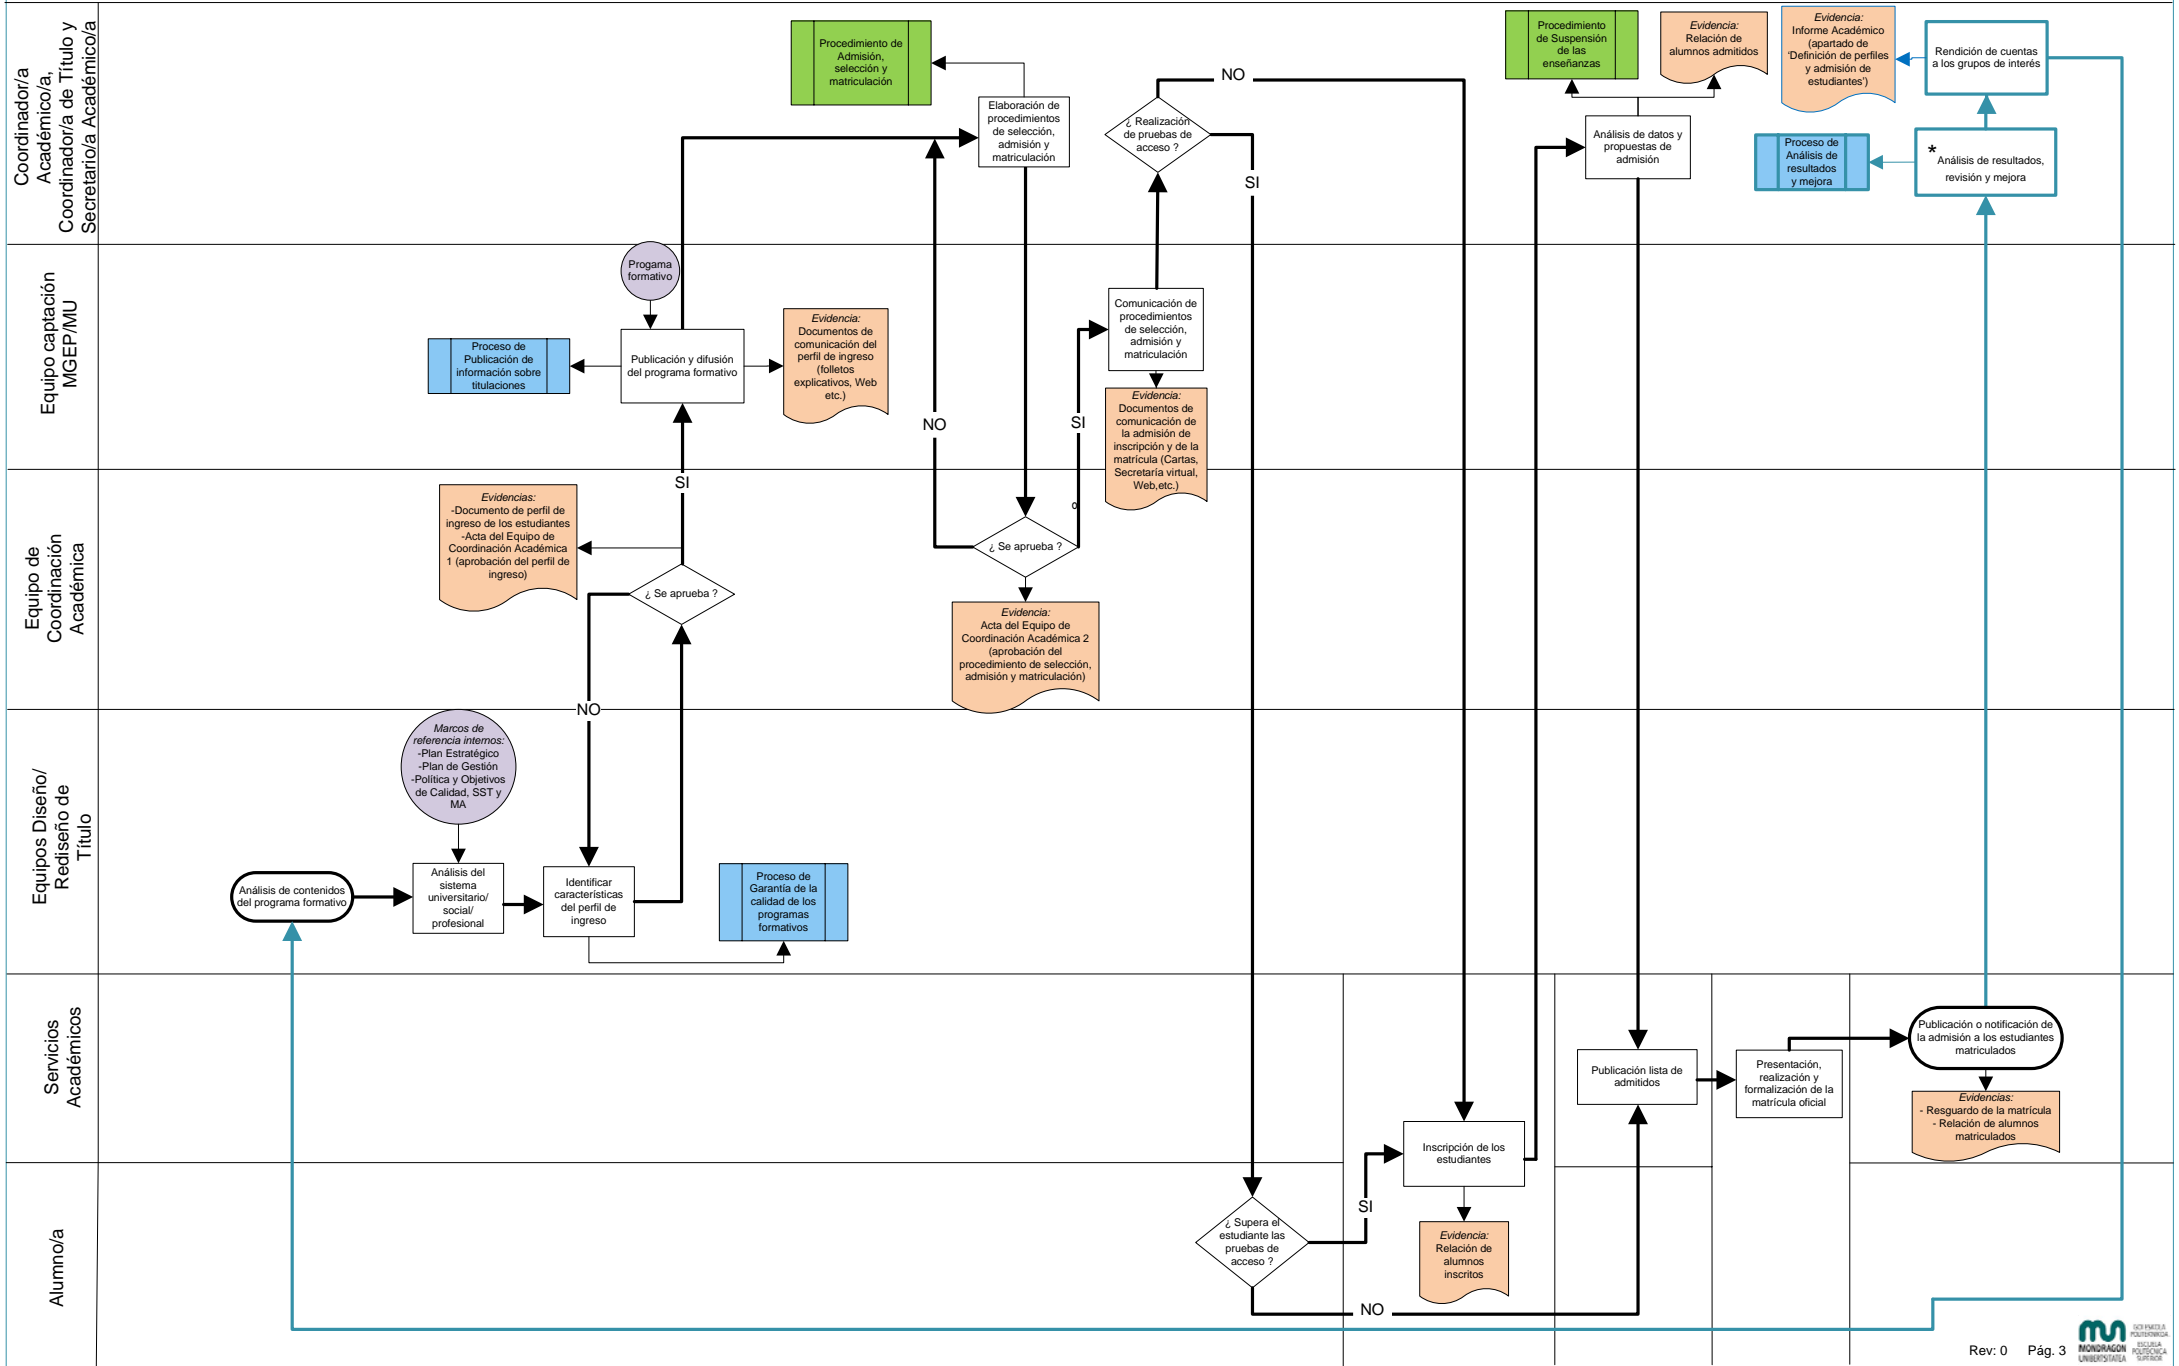 Coordinador/a
Académico/a,
Coordinador/a de Título y
Secretario/a Académico/a
Procedimiento de
Admisión,
selección y
matriculación
Elaboración de
procedimientos
de selección,
admisión y
matriculación
NO
¿ Realización
de pruebas de
acceso ?
SI
Procedimiento
de Suspensión
de las
enseñanzas
Evidencia:
Relación de
alumnos admitidos
Análisis de datos y
propuestas de
admisión
Evidencia:
Informe Académico
(apartado de
‘Definición de perfiles
y admisión de
estudiantes’)
Rendición de cuentas
a los grupos de interés
Proceso de
Análisis de
resultados
y mejora
*
Análisis de resultados,
revisión y mejora
Equipo captación
MGEP/MU
Progama
formativo
Proceso de
Publicación de
información sobre
titulaciones
Publicación y difusión
del programa formativo
Evidencia:
Documentos de
comunicación del
perfil de ingreso
(folletos
explicativos, Web
etc.)
NO
SI
Comunicación de
procedimientos
de selección,
admisión y
matriculación
Evidencia:
Documentos de
comunicación de
la admisión de
inscripción y de la
matrícula (Cartas,
Secretaría virtual,
Web,etc.)
Equipo de
Coordinación
Académica
SI
Evidencias:
-Documento de perfil de
ingreso de los estudiantes
-Acta del Equipo de
Coordinación Académica
1 (aprobación del perfil de
ingreso)
¿ Se aprueba ?
¿ Se aprueba ?
o
Evidencia:
Acta del Equipo de
Coordinación Académica 2
(aprobación del
procedimiento de selección,
admisión y matriculación)
NO
Equipos Diseño/
Rediseño de
Título
Marcos de
referencia internos:
-Plan Estratégico
-Plan de Gestión
-Política y Objetivos
de Calidad, SST y
MA
Análisis de contenidos
del programa formativo
Análisis del
sistema
universitario/
social/
profesional
Identificar
características
del perfil de
ingreso
Proceso de
Garantía de la
calidad de los
programas
formativos
Servicios
Académicos
Inscripción de los
estudiantes
Publicación lista de
admitidos
Presentación,
realización y
formalización de la
matrícula oficial
Publicación o notificación de
la admisión a los estudiantes
matriculados
Evidencias:
- Resguardo de la matrícula
- Relación de alumnos
matriculados
Alumno/a
¿ Supera el
estudiante las
pruebas de
acceso ?
SI
Evidencia:
Relación de
alumnos
inscritos
NO
Rev: 0 Pág. 3
MONDRAGON
UNIBERTSITATEA
GOI ESKOLA
POLITEKNIKOA
ESCUELA
POLITÉCNICA
SUPERIOR